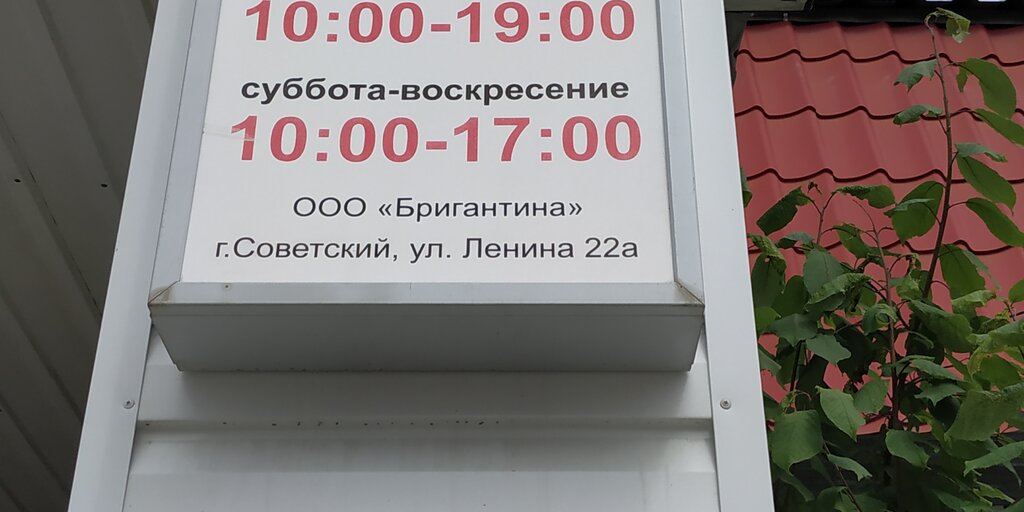 10:00-19:00
суббота-воскресение
10:00-17:00
ООО «Бригантина»
г.Советский, ул. Ленина 22а